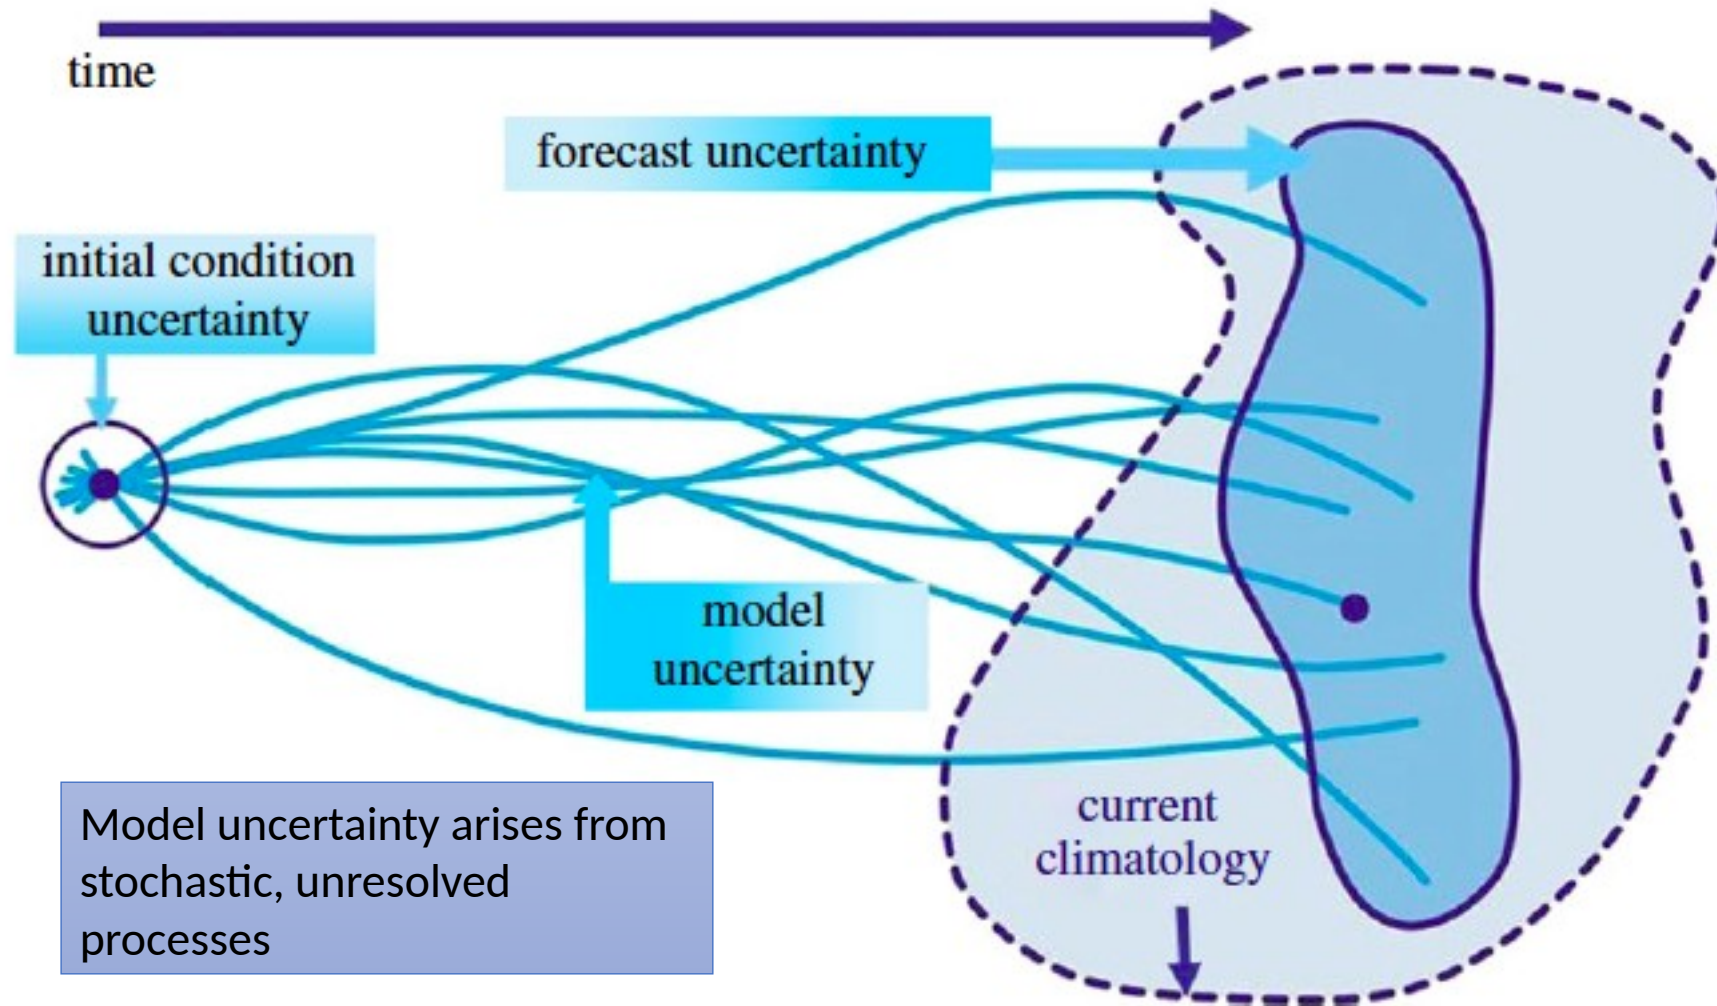 time
forecast uncertainty
initial condition
uncertainty
model
uncertainty
current
climatology
Model uncertainty arises from
stochastic, unresolved
processes